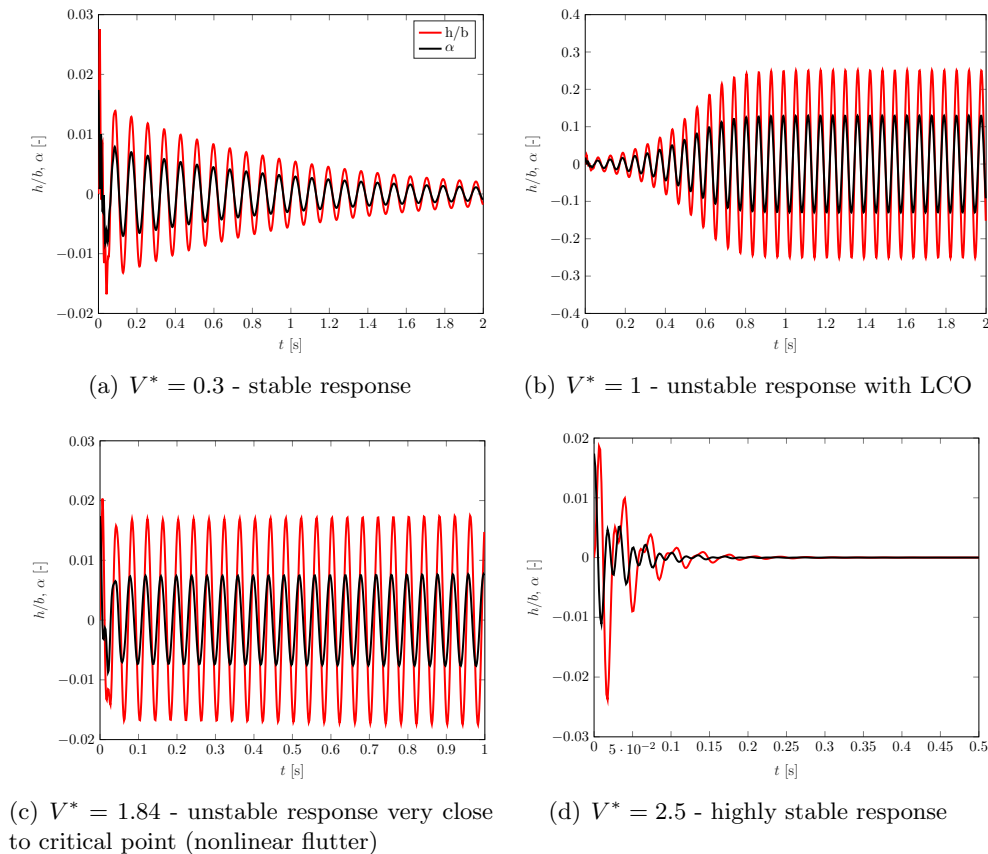 0.03
0.02
0.01
0
−0.01
−0.02
h/b, α [-]
0 0.2 0.4 0.6 0.8 1 1.2 1.4 1.6 1.8 2
t [s]
h/b
α
(a) V* = 0.3 - stable response
0.4
0.3
0.2
0.1
0
−0.1
−0.2
−0.3
−0.4
h/b, α [-]
0 0.2 0.4 0.6 0.8 1 1.2 1.4 1.6 1.8 2
t [s]
(b) V* = 1 - unstable response with LCO
0.03
0.02
0.01
0
−0.01
−0.02
h/b, α [-]
0 0.1 0.2 0.3 0.4 0.5 0.6 0.7 0.8 0.9 1
t [s]
(c) V* = 1.84 - unstable response very close
to critical point (nonlinear flutter)
0.02
0.01
0
−0.01
−0.02
−0.03
h/b, α [-]
0 5·10⁻² 0.1 0.15 0.2 0.25 0.3 0.35 0.4 0.45 0.5
t [s]
(d) V* = 2.5 - highly stable response